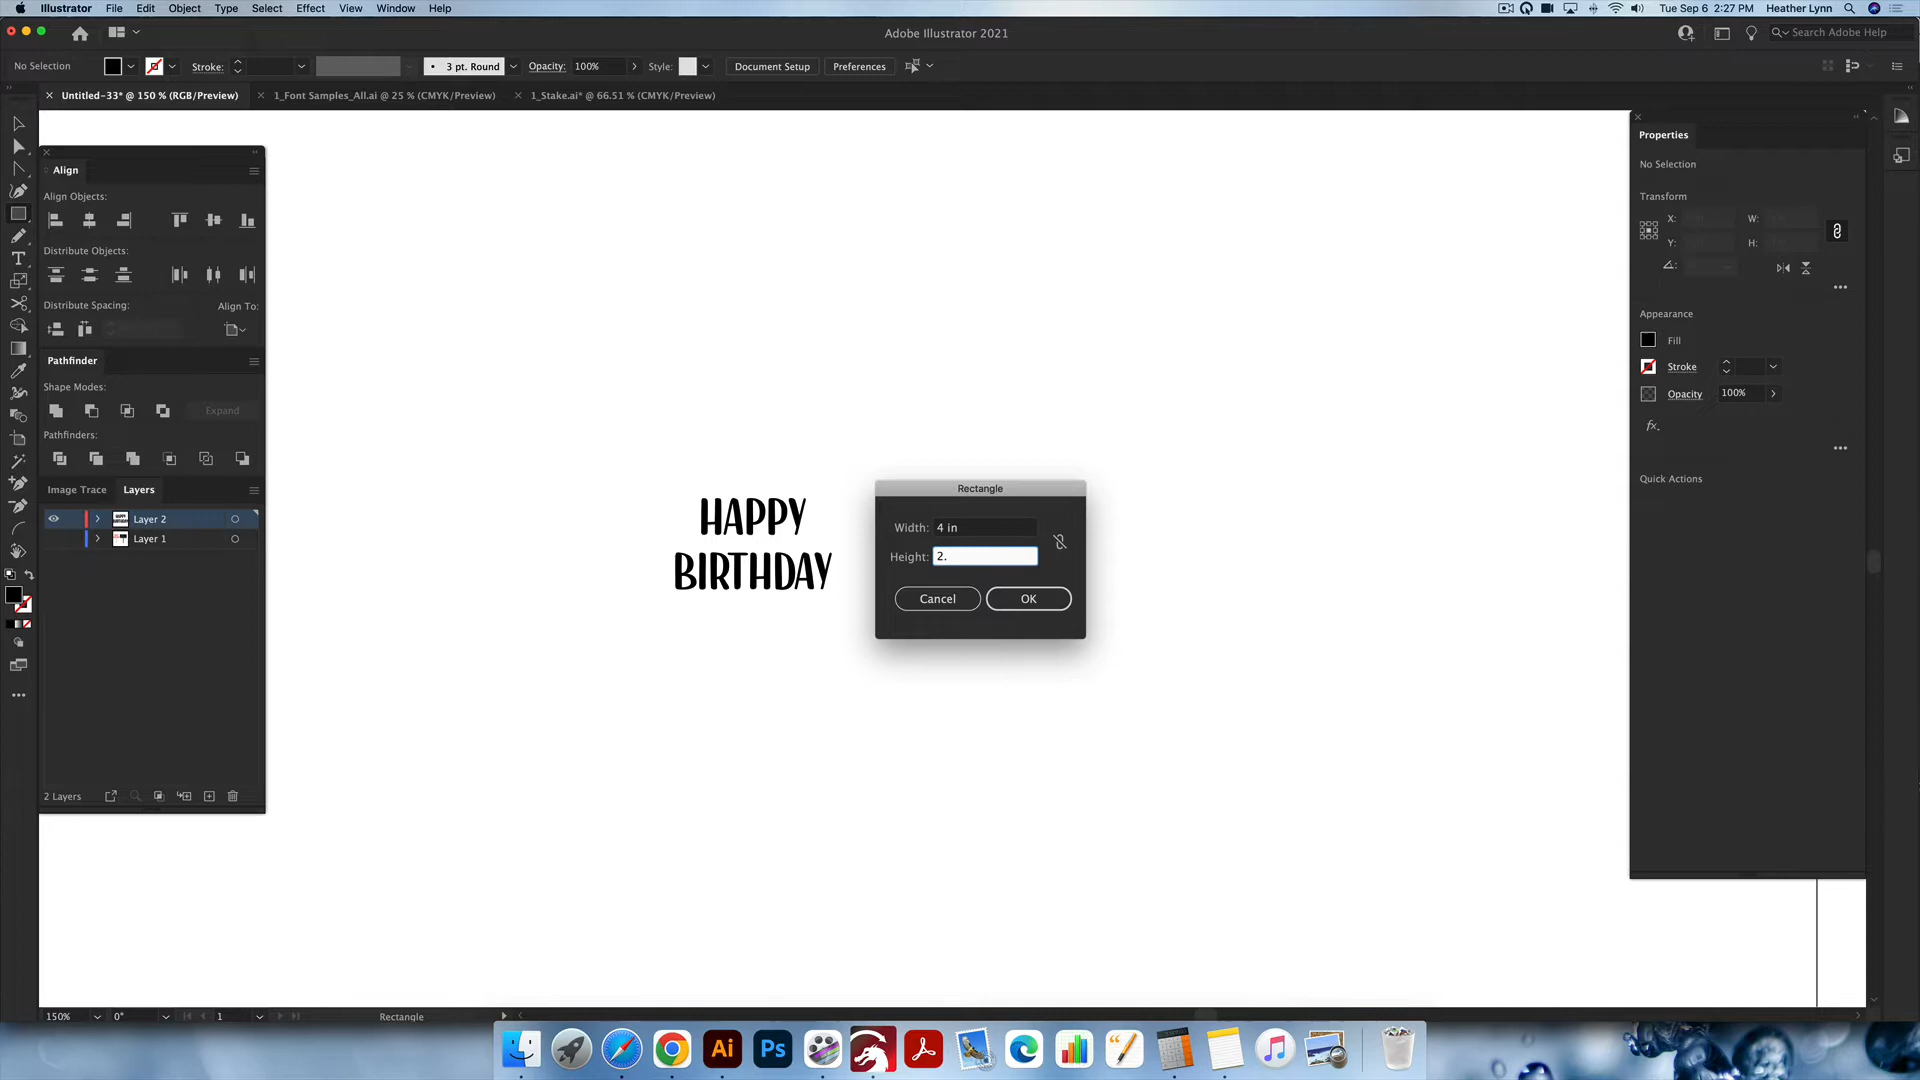 Illustrator File Edit Object Type Select Effect View Window Help Tue Sep 6 2:27 PM Heather Lynn
Adobe Illustrator 2021 Search Adobe Help
No Selection Stroke: 3 pt. Round Opacity: 100% Style: Document Setup Preferences
Untitled-33* @ 150 % (RGB/Preview) 1_Font Samples_All.ai @ 25 % (CMYK/Preview) 1_Stake.ai* @ 66.51 % (CMYK/Preview)
Align
Align Objects:
Distribute Objects:
Distribute Spacing: Align To:
Pathfinder
Shape Modes:
Expand
Pathfinders:
Image Trace Layers
Layer 2
Layer 1
2 Layers
HAPPY
BIRTHDAY
Rectangle
Width: 4 in
Height: 2.
Cancel OK
Properties
No Selection
Transform
X: W:
Y: H:
Appearance
Fill
Stroke
Opacity 100%
fx.
Quick Actions
150% 0° 1 Rectangle
Ai Ps